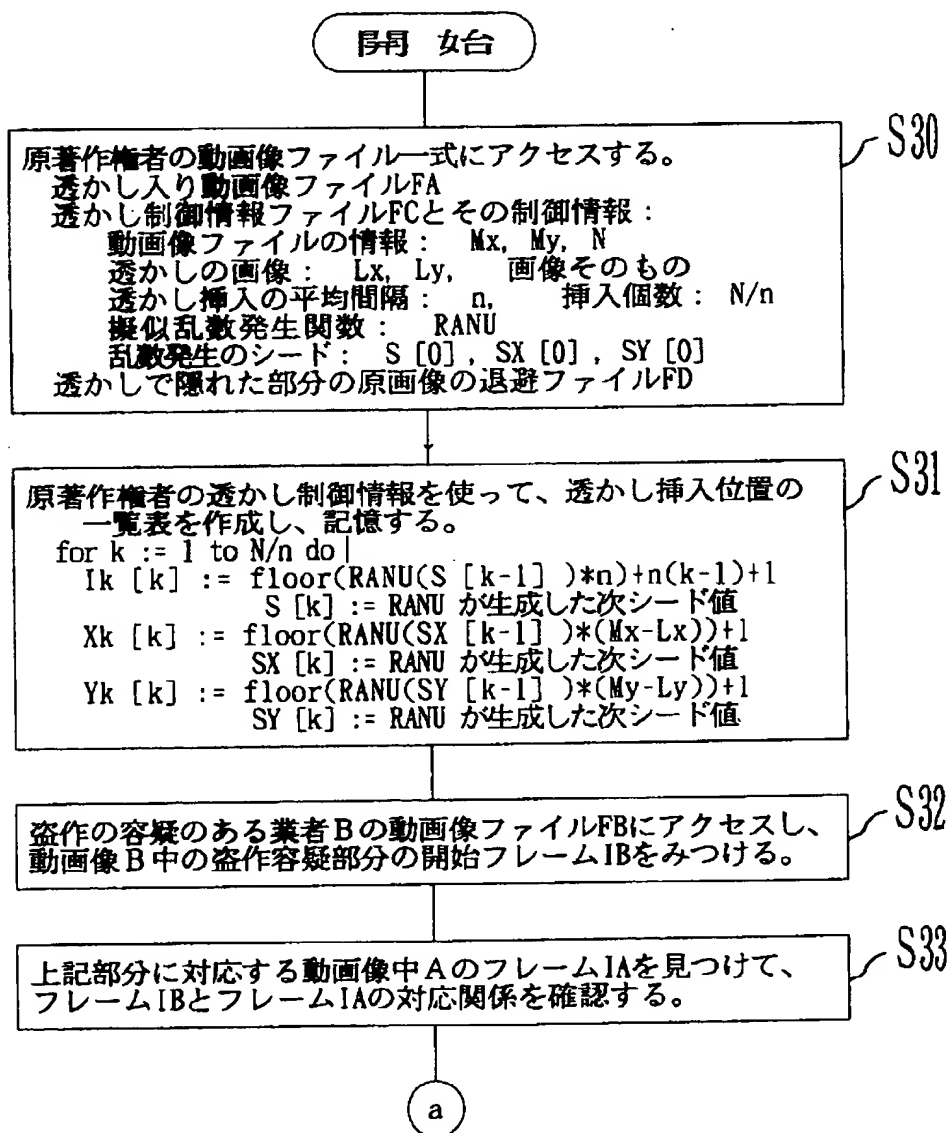 開 始
S30
原著作権者の動画像ファイル一式にアクセスする。
透かし入り動画像ファイルFA
透かし制御情報ファイルFCとその制御情報：
動画像ファイルの情報： Mx, My, N
透かしの画像： Lx, Ly, 画像そのもの
透かし挿入の平均間隔： n, 挿入個数： N/n
擬似乱数発生関数： RANU
乱数発生のシード： S [0] , SX [0] , SY [0]
透かしで隠れた部分の原画像の退避ファイルFD
S31
原著作権者の透かし制御情報を使って、透かし挿入位置の
一覧表を作成し、記憶する。
for k := 1 to N/n do |
Ik [k] := floor(RANU(S [k-1] )*n)+n(k-1)+1
S [k] := RANU が生成した次シード値
Xk [k] := floor(RANU(SX [k-1] )*(Mx-Lx))+1
SX [k] := RANU が生成した次シード値
Yk [k] := floor(RANU(SY [k-1] )*(My-Ly))+1
SY [k] := RANU が生成した次シード値
S32
盗作の容疑のある業者Bの動画像ファイルFBにアクセスし、
動画像B中の盗作容疑部分の開始フレームIBをみつける。
S33
上記部分に対応する動画像中AのフレームIAを見つけて、
フレームIBとフレームIAの対応関係を確認する。
a